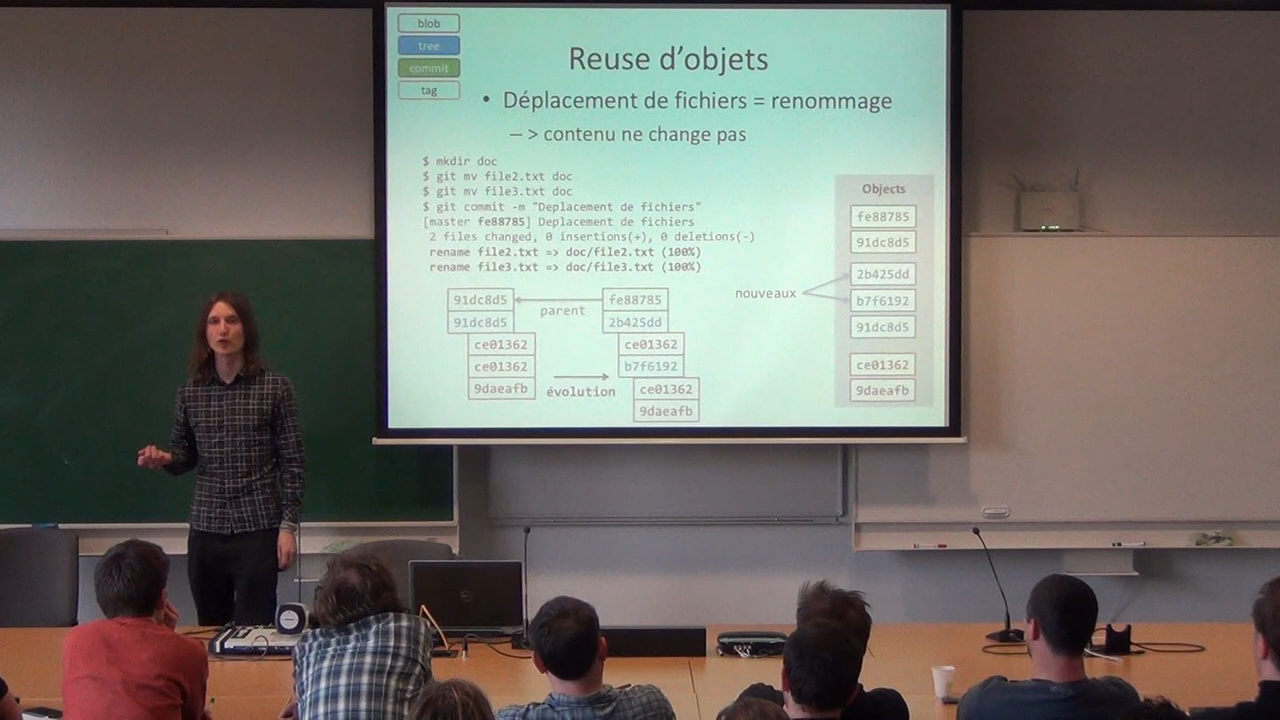 blob
tree
commit
tag
Reuse d'objets
• Déplacement de fichiers = renommage
– > contenu ne change pas
$ mkdir doc
$ git mv file2.txt doc
$ git mv file3.txt doc
$ git commit -m "Deplacement de fichiers"
[master fe88785] Deplacement de fichiers
2 files changed, 0 insertions(+), 0 deletions(-)
rename file2.txt => doc/file2.txt (100%)
rename file3.txt => doc/file3.txt (100%)
91dc8d5
91dc8d5
ce01362
ce01362
9daeafb
parent
évolution
fe88785
2b425dd
ce01362
b7f6192
ce01362
9daeafb
nouveaux
Objects
fe88785
91dc8d5
2b425dd
b7f6192
91dc8d5
ce01362
9daeafb